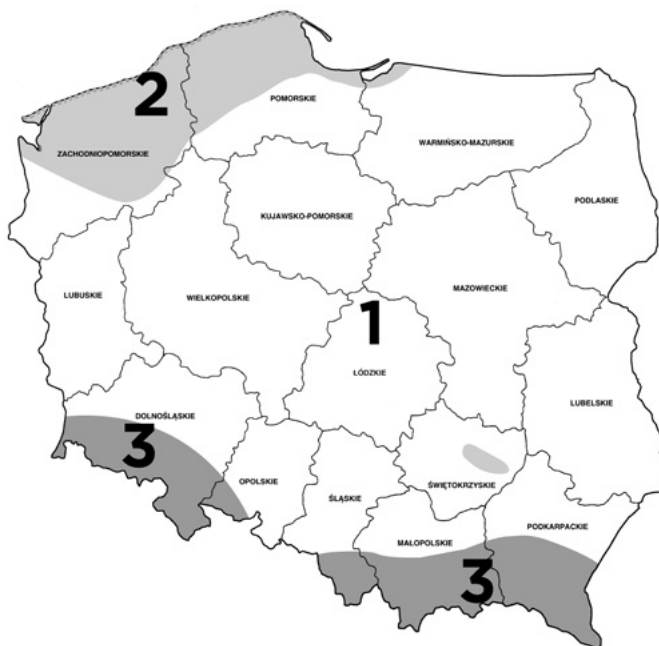 2
POMORSKIE
ZACHODNIOPOMORSKIE
WARMIŃSKO-MAZURSKIE
PODLASKIE
KUJAWSKO-POMORSKIE
LUBUSKIE
WIELKOPOLSKIE
MAZOWIECKIE
1
ŁÓDZKIE
LUBELSKIE
DOLNOŚLĄSKIE
3
OPOLSKIE
ŚLĄSKIE
ŚWIĘTOKRZYSKIE
MAŁOPOLSKIE
PODKARPACKIE
3